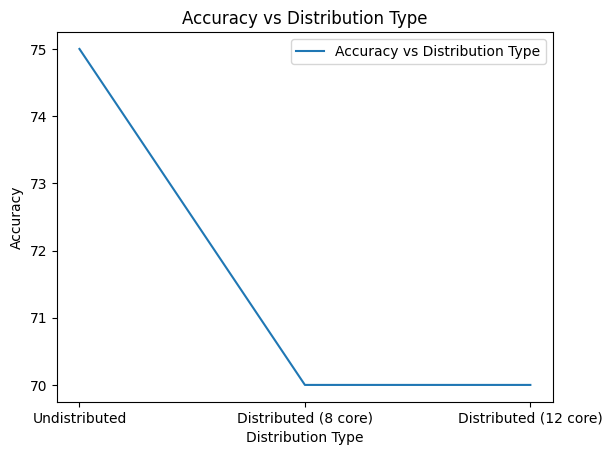 Accuracy vs Distribution Type
Accuracy vs Distribution Type
75
74
73
72
71
70
Accuracy
Undistributed
Distributed (8 core)
Distributed (12 core)
Distribution Type